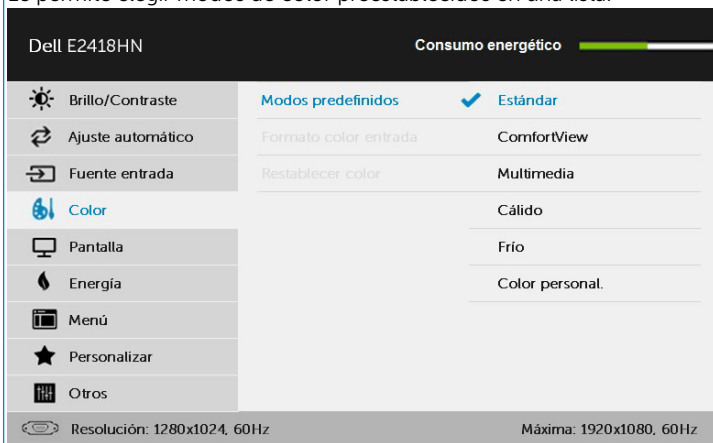 Le permite elegir modos de color preestablecidos en una lista.
Dell E2418HN
Consumo energético
Brillo/Contraste
Modos predefinidos
Estándar
Ajuste automático
Formato color entrada
ComfortView
Fuente entrada
Restablecer color
Multimedia
Color
Cálido
Pantalla
Frío
Energía
Color personal.
Menú
Personalizar
Otros
Resolución: 1280x1024, 60Hz
Máxima: 1920x1080, 60Hz